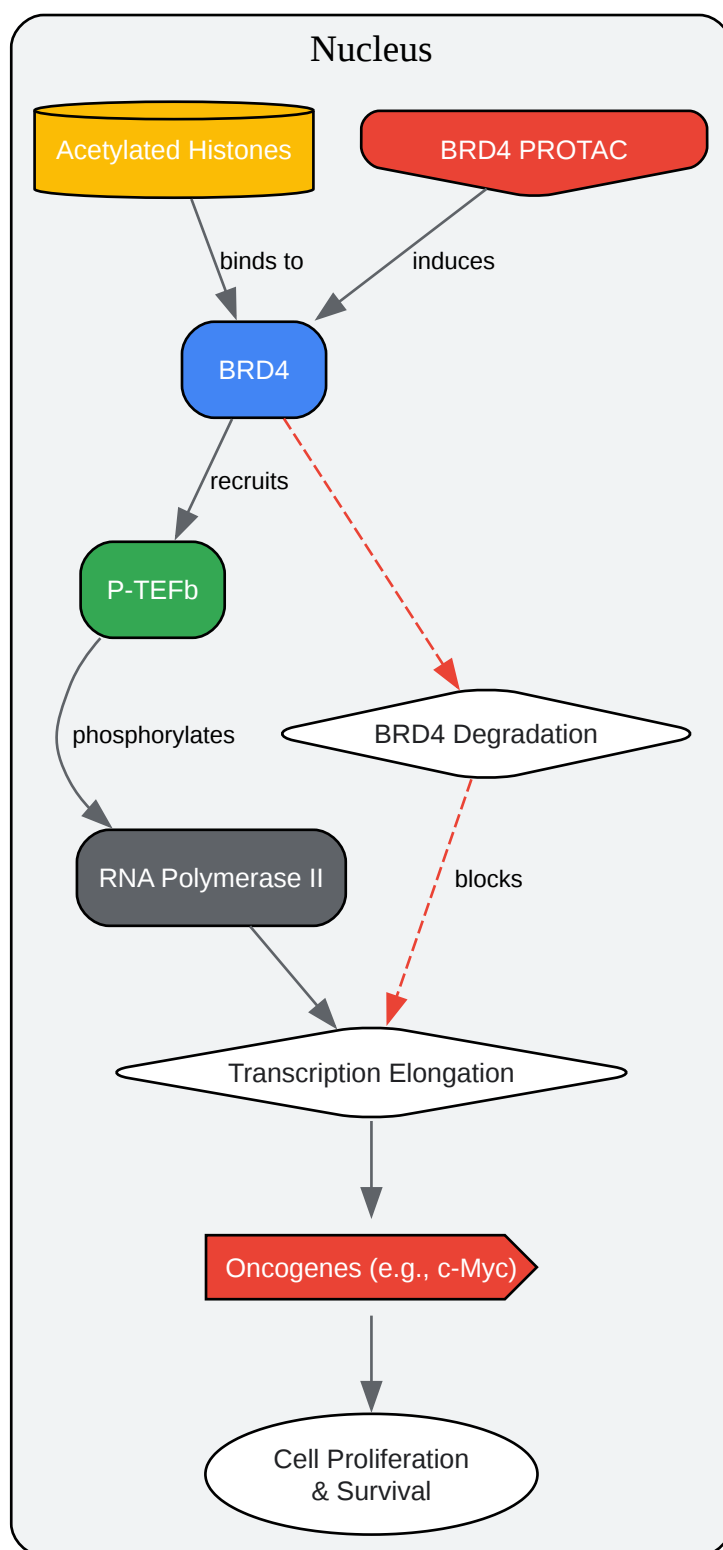 Nucleus
Acetylated Histones
BRD4 PROTAC
binds to
induces
BRD4
recruits
P-TEFb
phosphorylates
BRD4 Degradation
RNA Polymerase II
blocks
Transcription Elongation
Oncogenes (e.g., c-Myc)
Cell Proliferation
& Survival